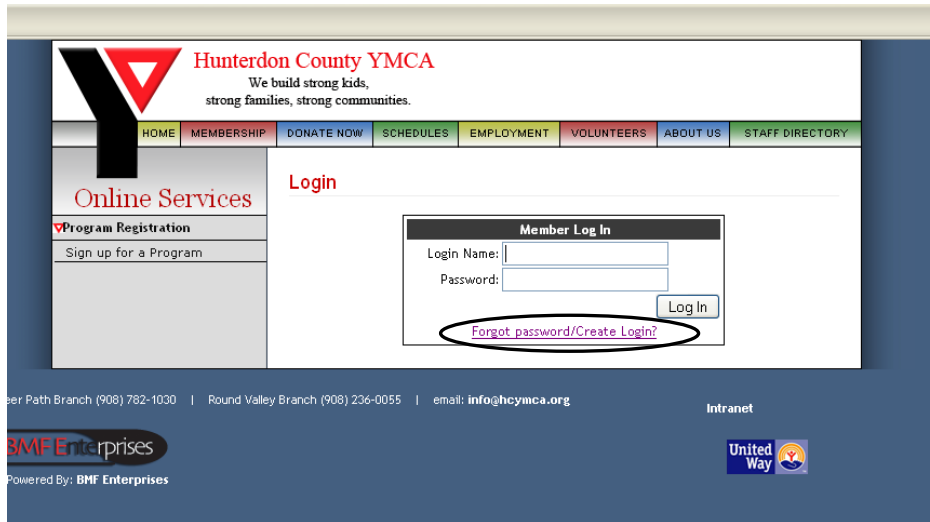 Hunterdon County YMCA
We build strong kids,
strong families, strong communities.
HOME MEMBERSHIP DONATE NOW SCHEDULES EMPLOYMENT VOLUNTEERS ABOUT US STAFF DIRECTORY
Online Services
Program Registration
Sign up for a Program
Login
Member Log In
Login Name:
Password:
Log In
Forgot password/Create Login?
eer Path Branch (908) 782-1030 | Round Valley Branch (908) 236-0055 | email: info@hcymca.org
Intranet
BMF Enterprises
Powered By: BMF Enterprises
United
Way